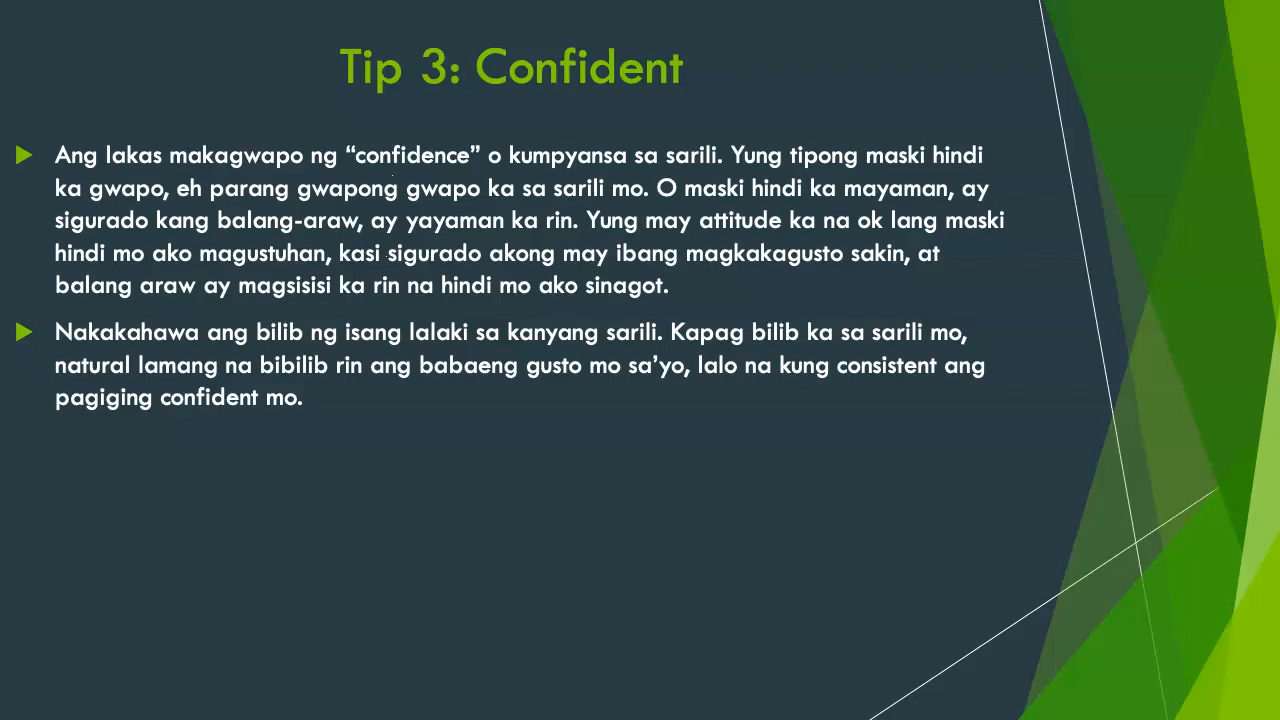 Tip 3: Confident
Ang lakas makagwapo ng “confidence” o kumpyansa sa sarili. Yung tipong maski hindi
ka gwapo, eh parang gwapong gwapo ka sa sarili mo. O maski hindi ka mayaman, ay
sigurado kang balang-araw, ay yayaman ka rin. Yung may attitude ka na ok lang maski
hindi mo ako magustuhan, kasi sigurado akong may ibang magkakagusto sakin, at
balang araw ay magsisisi ka rin na hindi mo ako sinagot.
Nakakahawa ang bilib ng isang lalaki sa kanyang sarili. Kapag bilib ka sa sarili mo,
natural lamang na bibilib rin ang babaeng gusto mo sa’yo, lalo na kung consistent ang
pagiging confident mo.